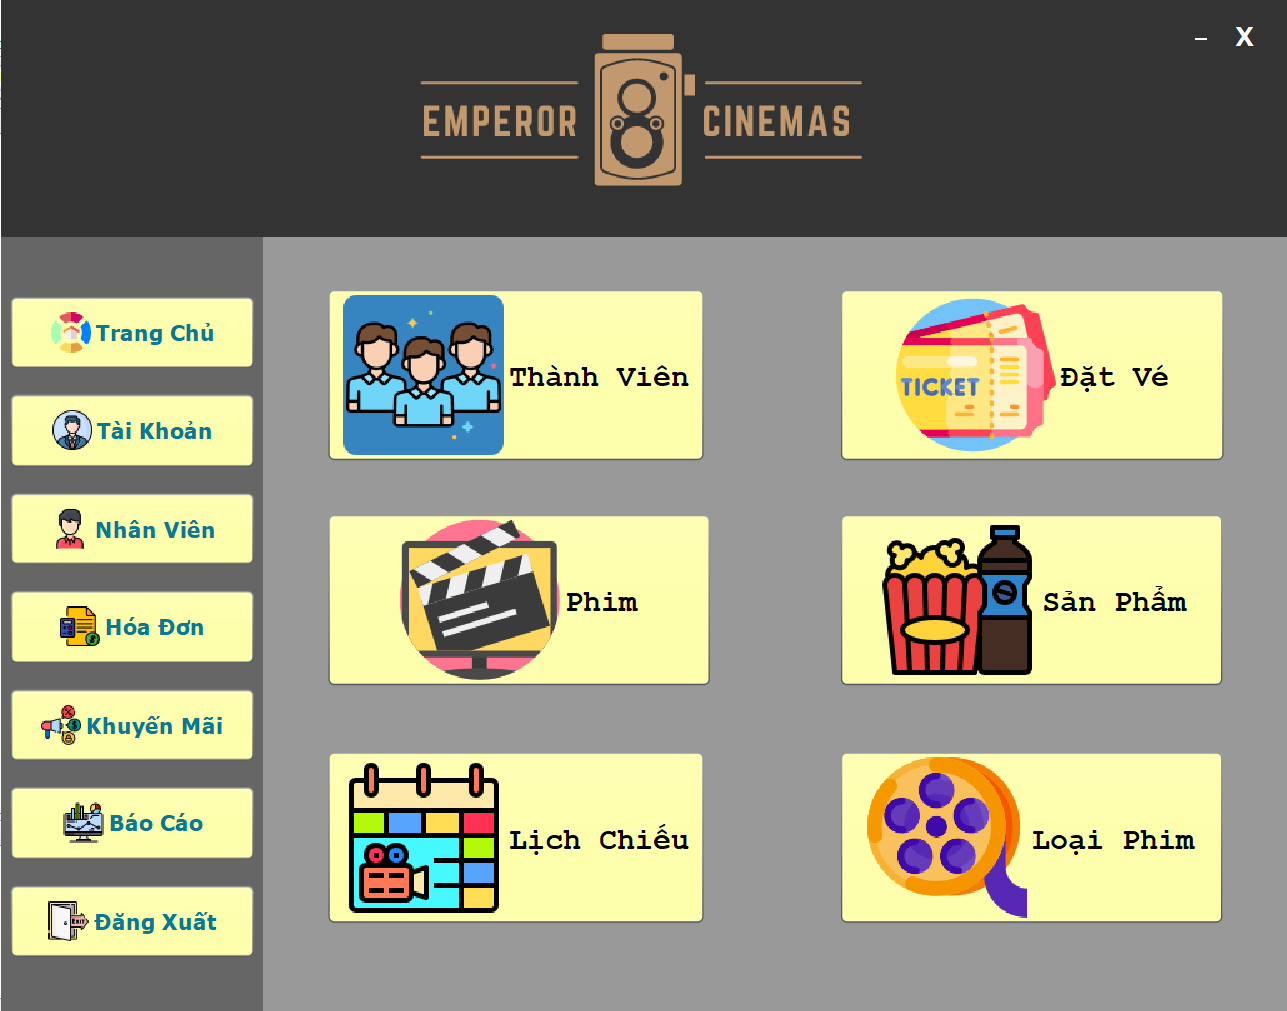 – X
EMPEROR CINEMAS
Trang Chủ
Tài Khoản
Nhân Viên
Hóa Đơn
Khuyến Mãi
Báo Cáo
Exit
Đăng Xuất
Thành Viên
TICKET
Đặt Vé
Phim
Sản Phẩm
Lịch Chiếu
Loại Phim